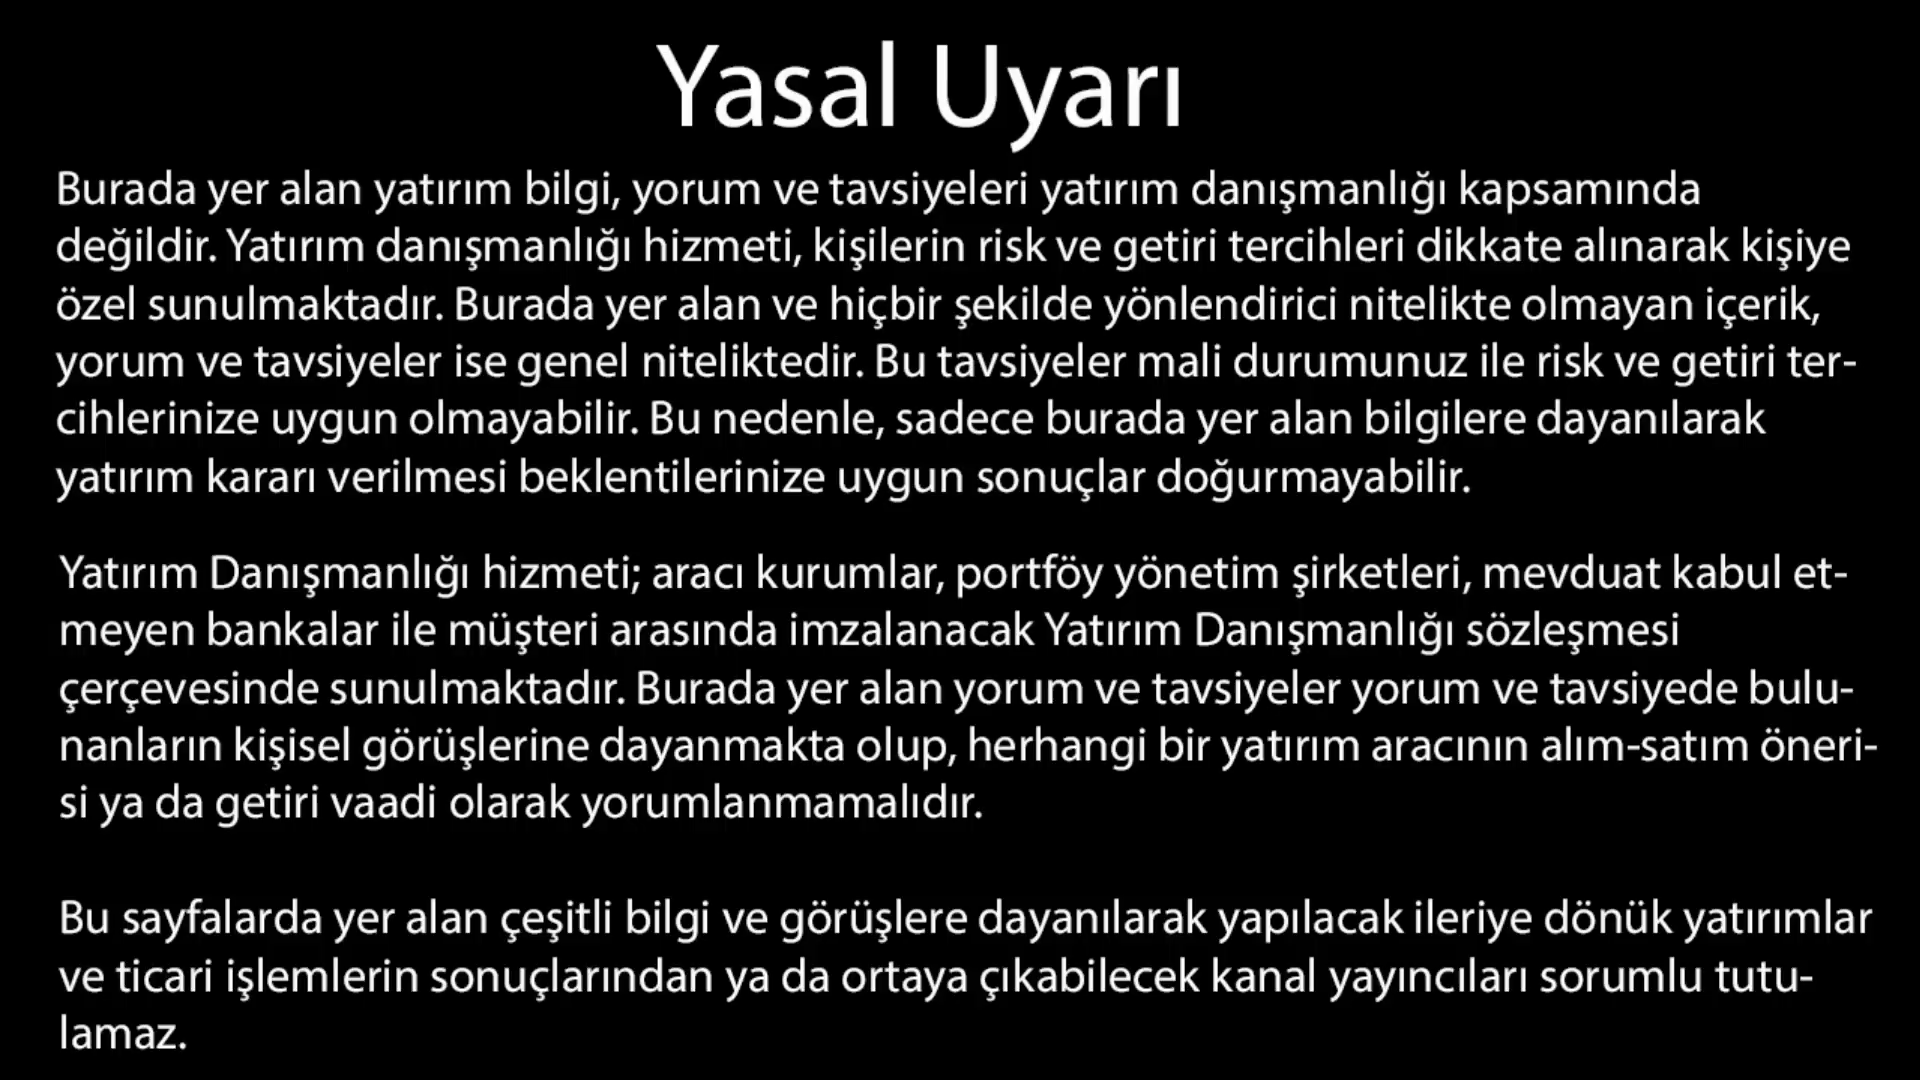 Yasal Uyarı
Burada yer alan yatırım bilgi, yorum ve tavsiyeleri yatırım danışmanlığı kapsamında
değildir. Yatırım danışmanlığı hizmeti, kişilerin risk ve getiri tercihleri dikkate alınarak kişiye
özel sunulmaktadır. Burada yer alan ve hiçbir şekilde yönlendirici nitelikte olmayan içerik,
yorum ve tavsiyeler ise genel niteliktedir. Bu tavsiyeler mali durumunuz ile risk ve getiri ter-
cihlerinize uygun olmayabilir. Bu nedenle, sadece burada yer alan bilgilere dayanılarak
yatırım kararı verilmesi beklentilerinize uygun sonuçlar doğurmayabilir.
Yatırım Danışmanlığı hizmeti; aracı kurumlar, portföy yönetim şirketleri, mevduat kabul et-
meyen bankalar ile müşteri arasında imzalanacak Yatırım Danışmanlığı sözleşmesi
çerçevesinde sunulmaktadır. Burada yer alan yorum ve tavsiyeler yorum ve tavsiyede bulu-
nanların kişisel görüşlerine dayanmakta olup, herhangi bir yatırım aracının alım-satım öneri-
si ya da getiri vaadi olarak yorumlanmamalıdır.
Bu sayfalarda yer alan çeşitli bilgi ve görüşlere dayanılarak yapılacak ileriye dönük yatırımlar
ve ticari işlemlerin sonuçlarından ya da ortaya çıkabilecek kanal yayıncıları sorumlu tutu-
lamaz.